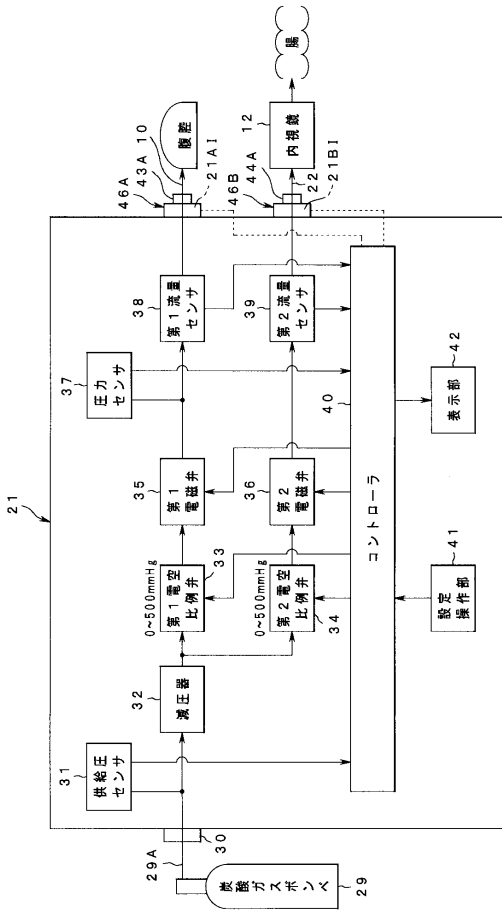 21
炭酸ガスボンベ
29
29A
30
供給圧
センサ
31
減圧器
32
0~500mmHg
第1電空
比例弁
33
0~500mmHg
第2電空
比例弁
34
第1
電磁弁
35
第2
電磁弁
36
圧力
センサ
37
第1流量
センサ
38
第2流量
センサ
39
コントローラ
40
設定
操作部
41
表示部
42
46A
43A
10
21AI
腹腔
46B
44A
22
21BI
内視鏡
12
腸